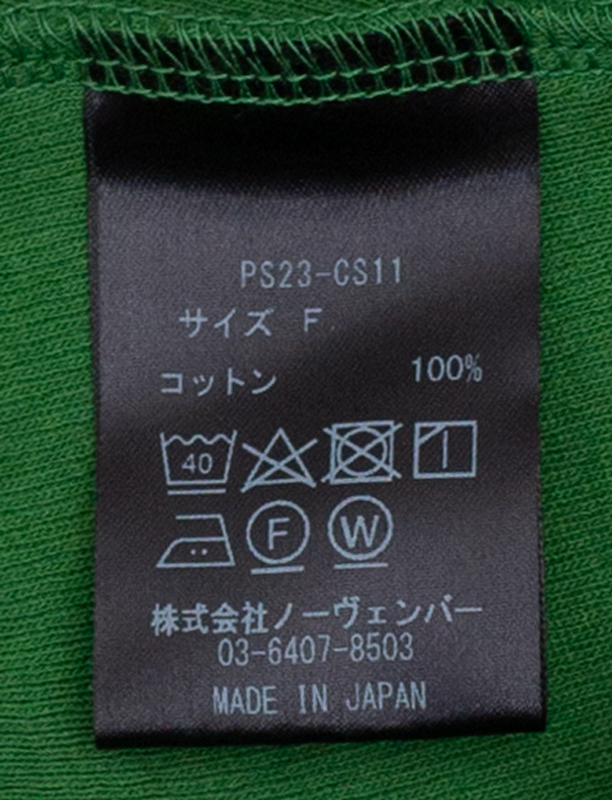 PS23-CS11
サイズ F
コットン 100%
40
F W
株式会社ノーヴェンバー
03-6407-8503
MADE IN JAPAN